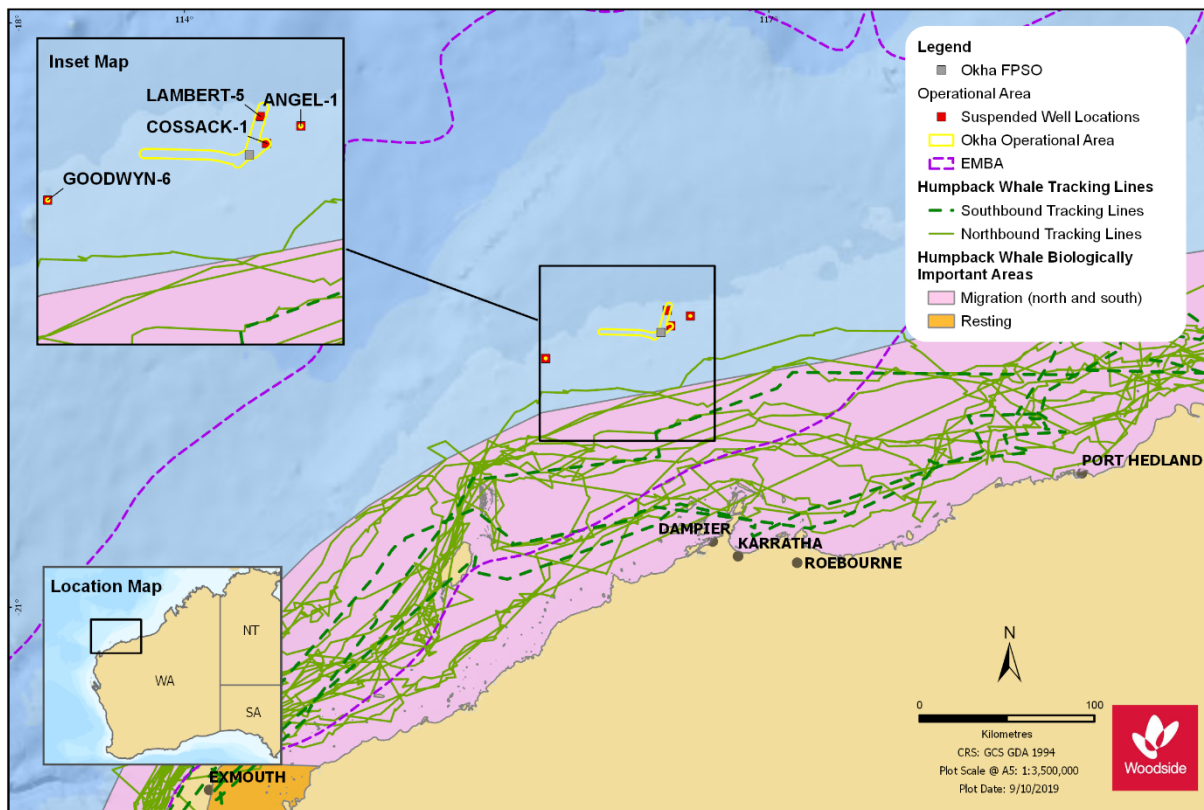 114°
117°
-18°
-21°
Inset Map
LAMBERT-5
ANGEL-1
COSSACK-1
GOODWYN-6
Legend
Okha FPSO
Operational Area
Suspended Well Locations
Okha Operational Area
EMBA
Humpback Whale Tracking Lines
Southbound Tracking Lines
Northbound Tracking Lines
Humpback Whale Biologically
Important Areas
Migration (north and south)
Resting
PORT HEDLAND
DAMPIER
KARRATHA
ROEBOURNE
Location Map
NT
WA
SA
EXMOUTH
N
0 100
Kilometres
CRS: GCS GDA 1994
Plot Scale @ A5: 1:3,500,000
Plot Date: 9/10/2019
Woodside